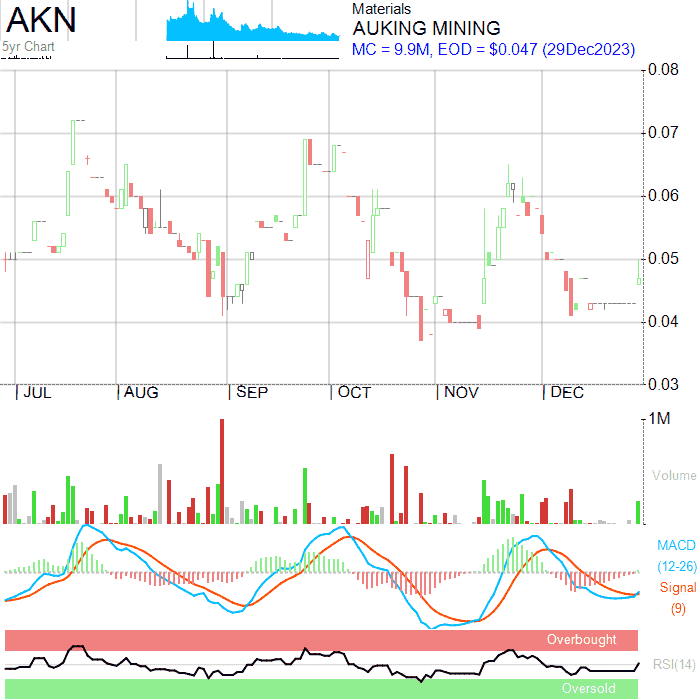 AKN
5yr Chart
Materials
AUKING MINING
MC = 9.9M, EOD = $0.047 (29Dec2023)
0.08
0.07
0.06
0.05
0.04
0.03
JUL AUG SEP OCT NOV DEC
1M
Volume
MACD
(12-26)
Signal
(9)
Overbought
RSI(14)
Oversold